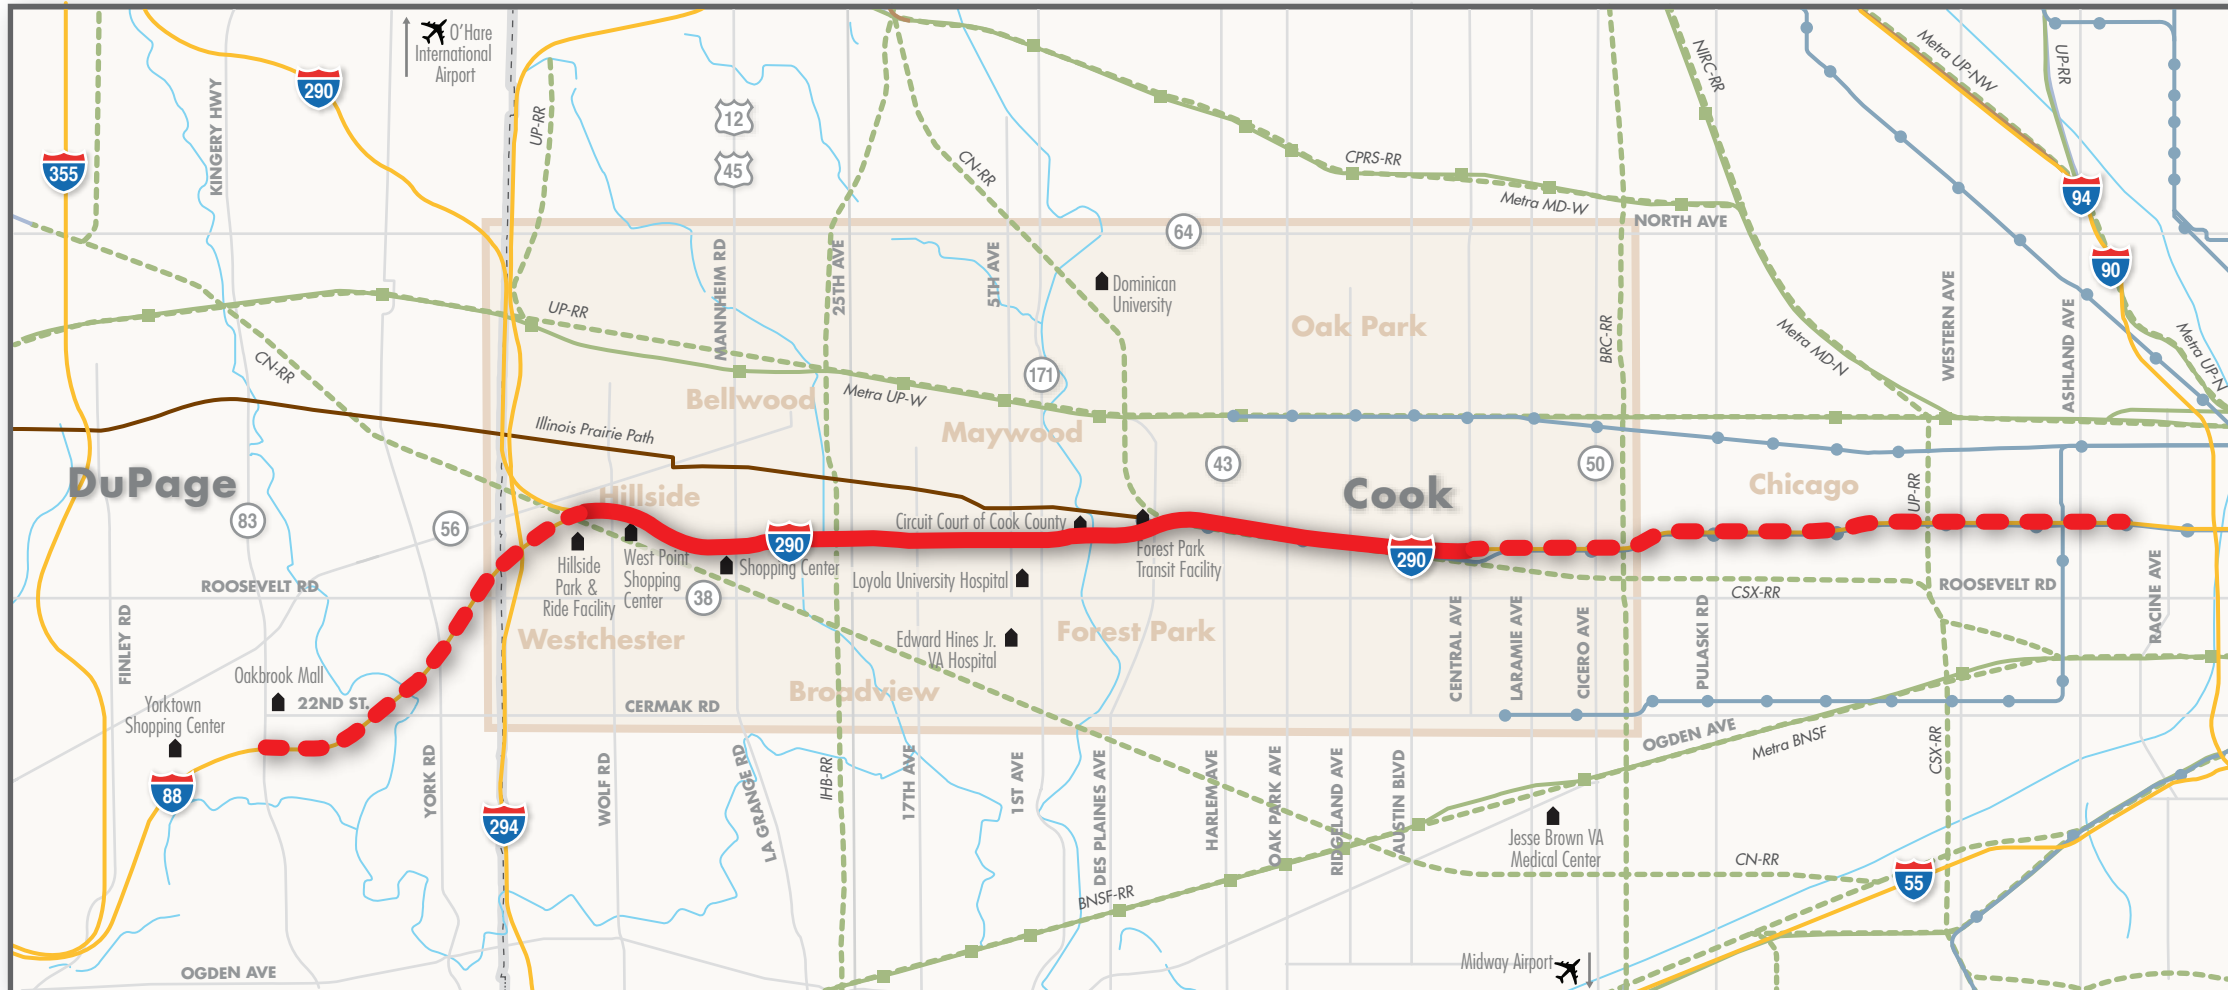 O'Hare
International
Airport
290
355
KINGERY HWY
UP-RR
12
45
CN-RR
CPRS-RR
Metra MD-W
NIRC-RR
Metra UP-NW
UP-RR
94
90
NORTH AVE
64
MANNHEIM RD
25TH AVE
5TH AVE
Dominican
University
Oak Park
BRC-RR
Metra MD-N
WESTERN AVE
ASHLAND AVE
Metra UP-N
UP-RR
CN-RR
Metra UP-W
171
Bellwood
Maywood
Illinois Prairie Path
DuPage
Hillside
43
Cook
50
Chicago
UP-RR
83
56
Circuit Court of Cook County
290
290
Hillside
Park &
Ride Facility
West Point
Shopping
Center
Shopping Center
Loyola University Hospital
Forest Park
Transit Facility
ROOSEVELT RD
38
CSX-RR
ROOSEVELT RD
FINLEY RD
Westchester
Edward Hines Jr.
VA Hospital
Forest Park
CENTRAL AVE
LARAMIE AVE
CICERO AVE
PULASKI RD
RACINE AVE
Oakbrook Mall
22ND ST.
Yorktown
Shopping Center
Broadview
CERMAK RD
OGDEN AVE
Metra BNSF
CSX-RR
88
YORK RD
294
WOLF RD
LA GRANGE RD
IHB-RR
17TH AVE
1ST AVE
DES PLAINES AVE
HARLEM AVE
OAK PARK AVE
RIDGELAND AVE
AUSTIN BLVD
Jesse Brown VA
Medical Center
CN-RR
55
BNSF-RR
OGDEN AVE
Midway Airport